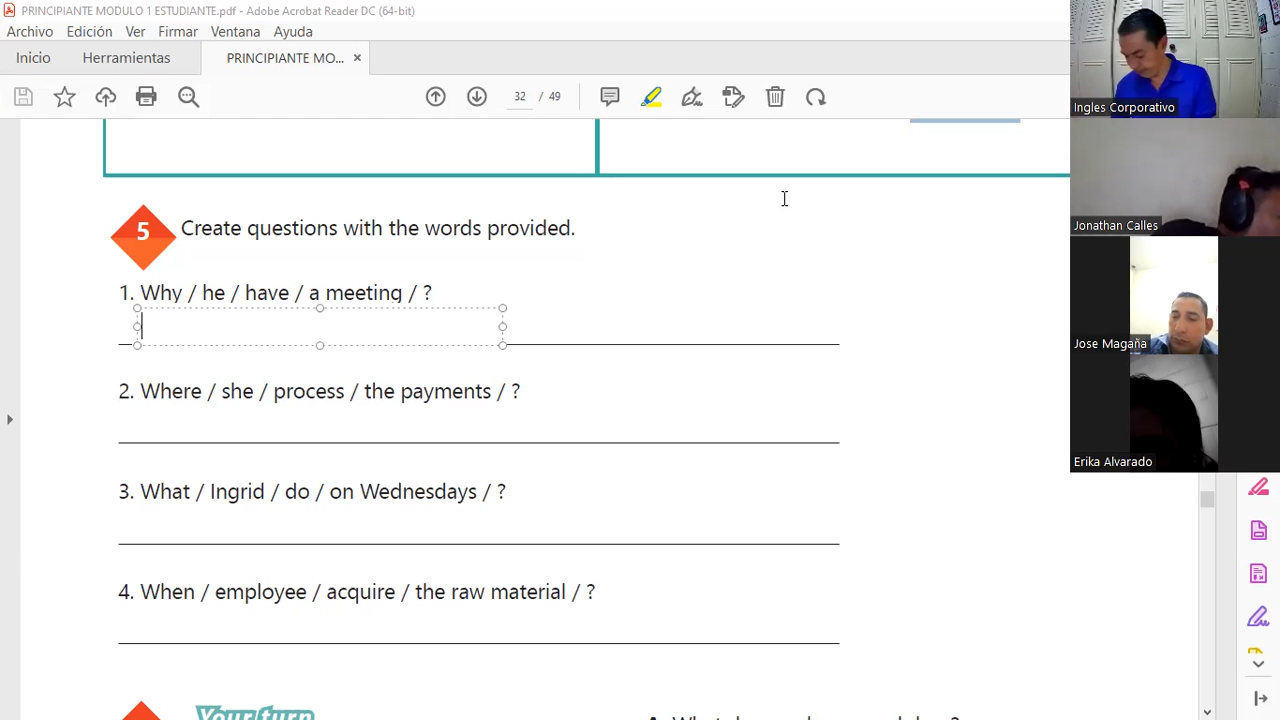 PRINCIPIANTE MODULO 1 ESTUDIANTE.pdf - Adobe Acrobat Reader DC (64-bit)
Archivo Edición Ver Firmar Ventana Ayuda
Inicio Herramientas PRINCIPIANTE MO... ×
32 / 49
5 Create questions with the words provided.
1. Why / he / have / a meeting / ?
2. Where / she / process / the payments / ?
3. What / Ingrid / do / on Wednesdays / ?
4. When / employee / acquire / the raw material / ?
Your turn
Ingles Corporativo
Jonathan Calles
Jose Magaña
Erika Alvarado